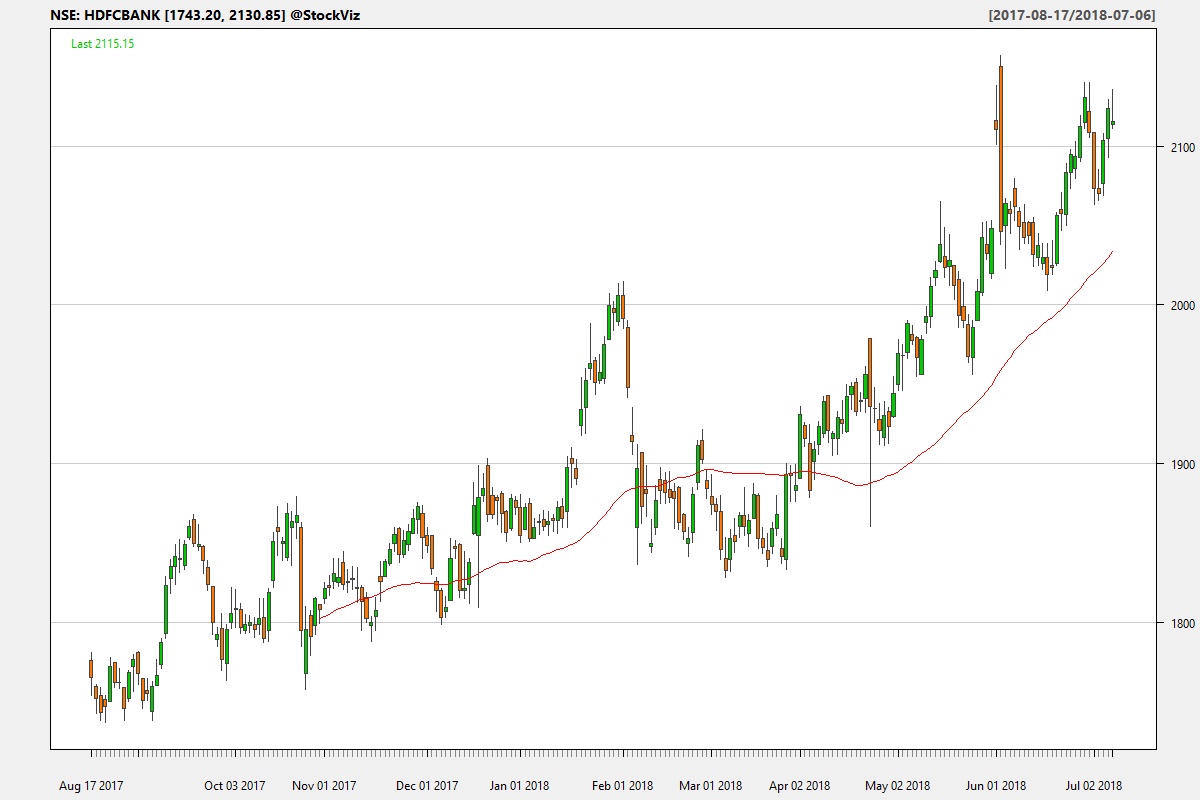 NSE: HDFCBANK [1743.20, 2130.85] @StockViz
[2017-08-17/2018-07-06]
Last 2115.15
2100
2000
1900
1800
Aug 17 2017 Oct 03 2017 Nov 01 2017 Dec 01 2017 Jan 01 2018 Feb 01 2018 Mar 01 2018 Apr 02 2018 May 02 2018 Jun 01 2018 Jul 02 2018